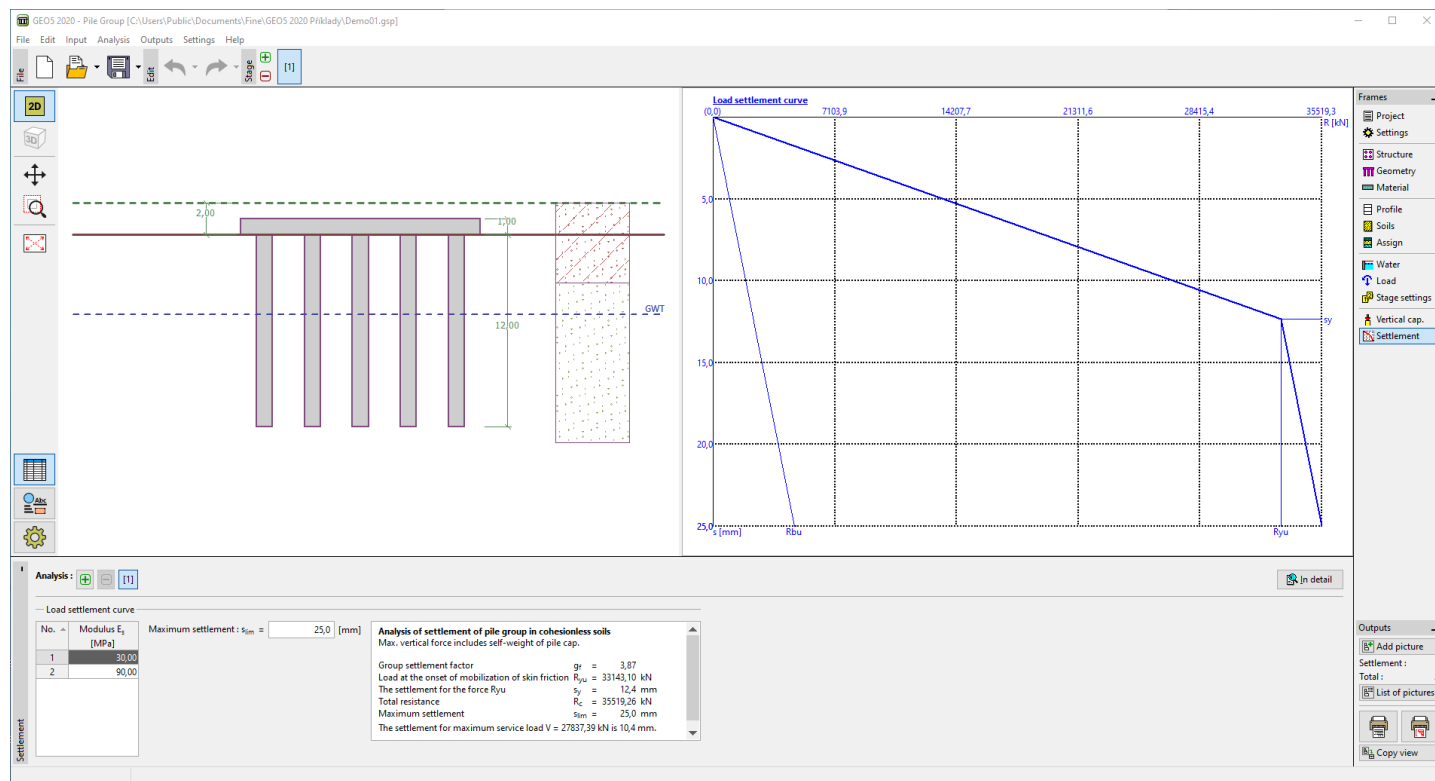 GEO5 2020 - Pile Group [C:\Users\Public\Documents\Fine\GEO5 2020 Příklady\Demo01.gsp]
File Edit Input Analysis Outputs Settings Help
File
Edit
Stage
[1]
2D
3D
Abc
2,00
1,00
GWT
12,00
Load settlement curve
(0,0) 7103,9 14207,7 21311,6 28415,4 35519,3
R [kN]
5,0
10,0
sy
15,0
20,0
25,0
s [mm] Rbu Ryu
Frames
Project
Settings
Structure
Geometry
Material
Profile
Soils
Assign
Water
Load
Stage settings
Vertical cap.
Settlement
Settlement
Analysis : [1]
In detail
Load settlement curve
No. Modulus Es
[MPa]
1 30,00
2 90,00
Maximum settlement : slim = 25,0 [mm]
Analysis of settlement of pile group in cohesionless soils
Max. vertical force includes self-weight of pile cap.
Group settlement factor gf = 3,87
Load at the onset of mobilization of skin friction Ryu = 33143,10 kN
The settlement for the force Ryu sy = 12,4 mm
Total resistance Rc = 35519,26 kN
Maximum settlement slim = 25,0 mm
The settlement for maximum service load V = 27837,39 kN is 10,4 mm.
Outputs
Add picture
Settlement :
Total :
List of pictures
Copy view